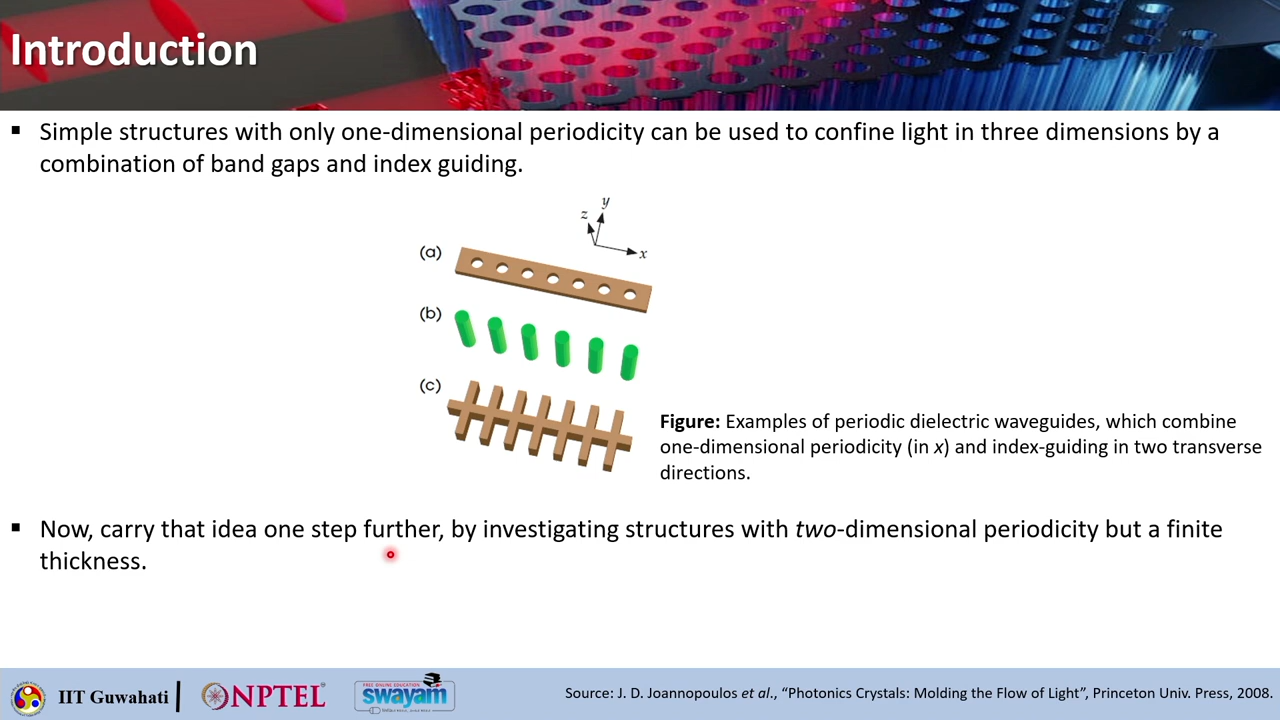 Introduction
▪ Simple structures with only one-dimensional periodicity can be used to confine light in three dimensions by a
combination of band gaps and index guiding.
y
z
x
(a)
(b)
(c)
Figure: Examples of periodic dielectric waveguides, which combine
one-dimensional periodicity (in x) and index-guiding in two transverse
directions.
▪ Now, carry that idea one step further, by investigating structures with two-dimensional periodicity but a finite
thickness.
IIT Guwahati
NPTEL
FREE ONLINE EDUCATION
swayam
Source: J. D. Joannopoulos et al., “Photonics Crystals: Molding the Flow of Light”, Princeton Univ. Press, 2008.